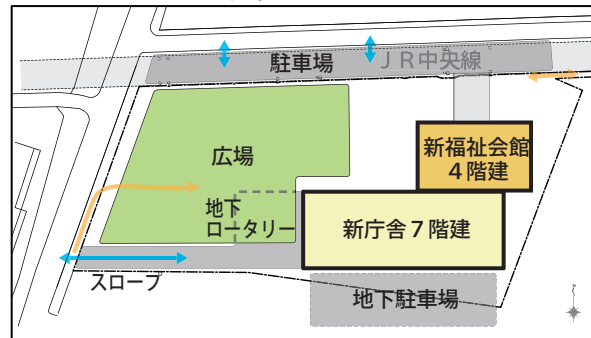 駐車場
JR中央線
広場
新福祉会館
4階建
地下
ロータリー
新庁舎7階建
スロープ
地下駐車場